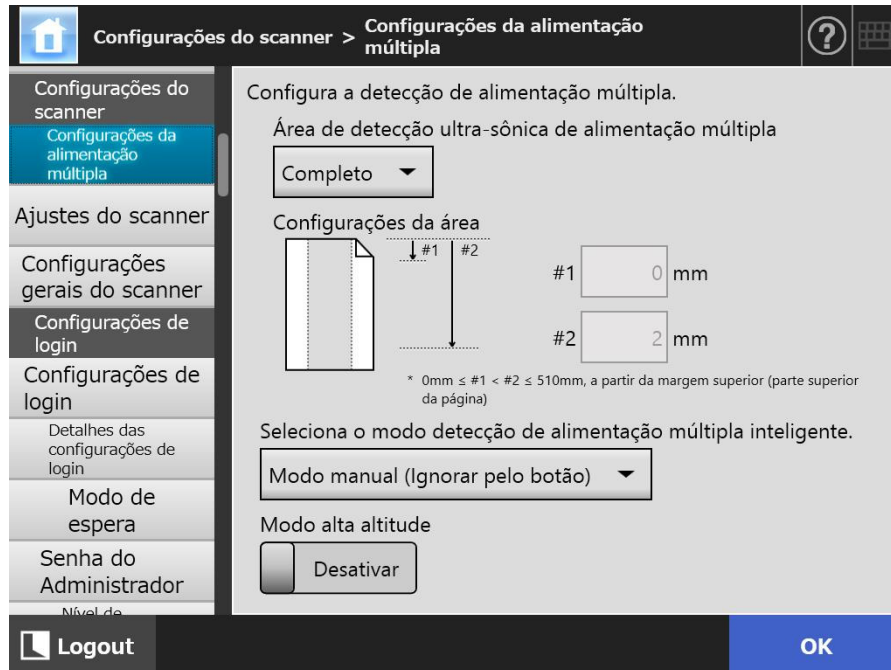 Configurações do scanner > Configurações da alimentação
múltipla
?
Configurações do
scanner
Configurações da
alimentação
múltipla
Ajustes do scanner
Configurações
gerais do scanner
Configurações de
login
Configurações de
login
Detalhes das
configurações de
login
Modo de
espera
Senha do
Administrador
Nível de
Logout
Configura a detecção de alimentação múltipla.
Área de detecção ultra-sônica de alimentação múltipla
Completo
Configurações da área
#1 #2
#1 0 mm
#2 2 mm
* 0mm ≤ #1 < #2 ≤ 510mm, a partir da margem superior (parte superior
da página)
Seleciona o modo detecção de alimentação múltipla inteligente.
Modo manual (Ignorar pelo botão)
Modo alta altitude
Desativar
OK